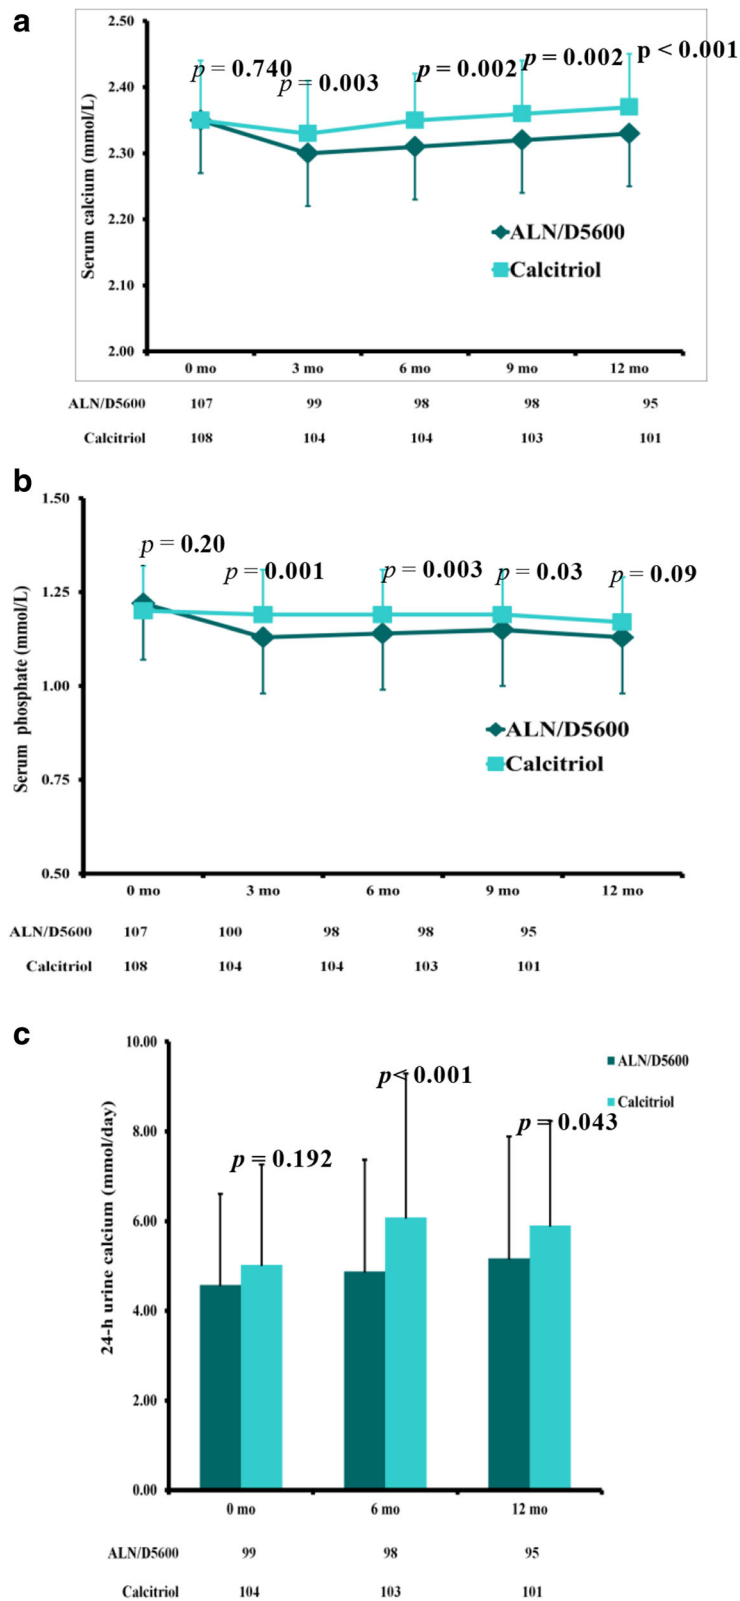 a
2.50
p = 0.740
p = 0.003
p = 0.002
p = 0.002
p < 0.001
2.40
2.30
2.20
2.10
2.00
Serum calcium (mmol/L)
ALN/D5600
Calcitriol
0 mo 3 mo 6 mo 9 mo 12 mo
ALN/D5600 107 99 98 98 95
Calcitriol 108 104 104 103 101
b
1.50
p = 0.20
p = 0.001
p = 0.003
p = 0.03
p = 0.09
1.25
1.00
0.75
0.50
Serum phosphate (mmol/L)
ALN/D5600
Calcitriol
0 mo 3 mo 6 mo 9 mo 12 mo
ALN/D5600 107 100 98 98 95
Calcitriol 108 104 104 103 101
c
10.00
8.00
6.00
4.00
2.00
0.00
24-h urine calcium (mmol/day)
ALN/D5600
Calcitriol
p = 0.192
p< 0.001
p = 0.043
0 mo 6 mo 12 mo
ALN/D5600 99 98 95
Calcitriol 104 103 101